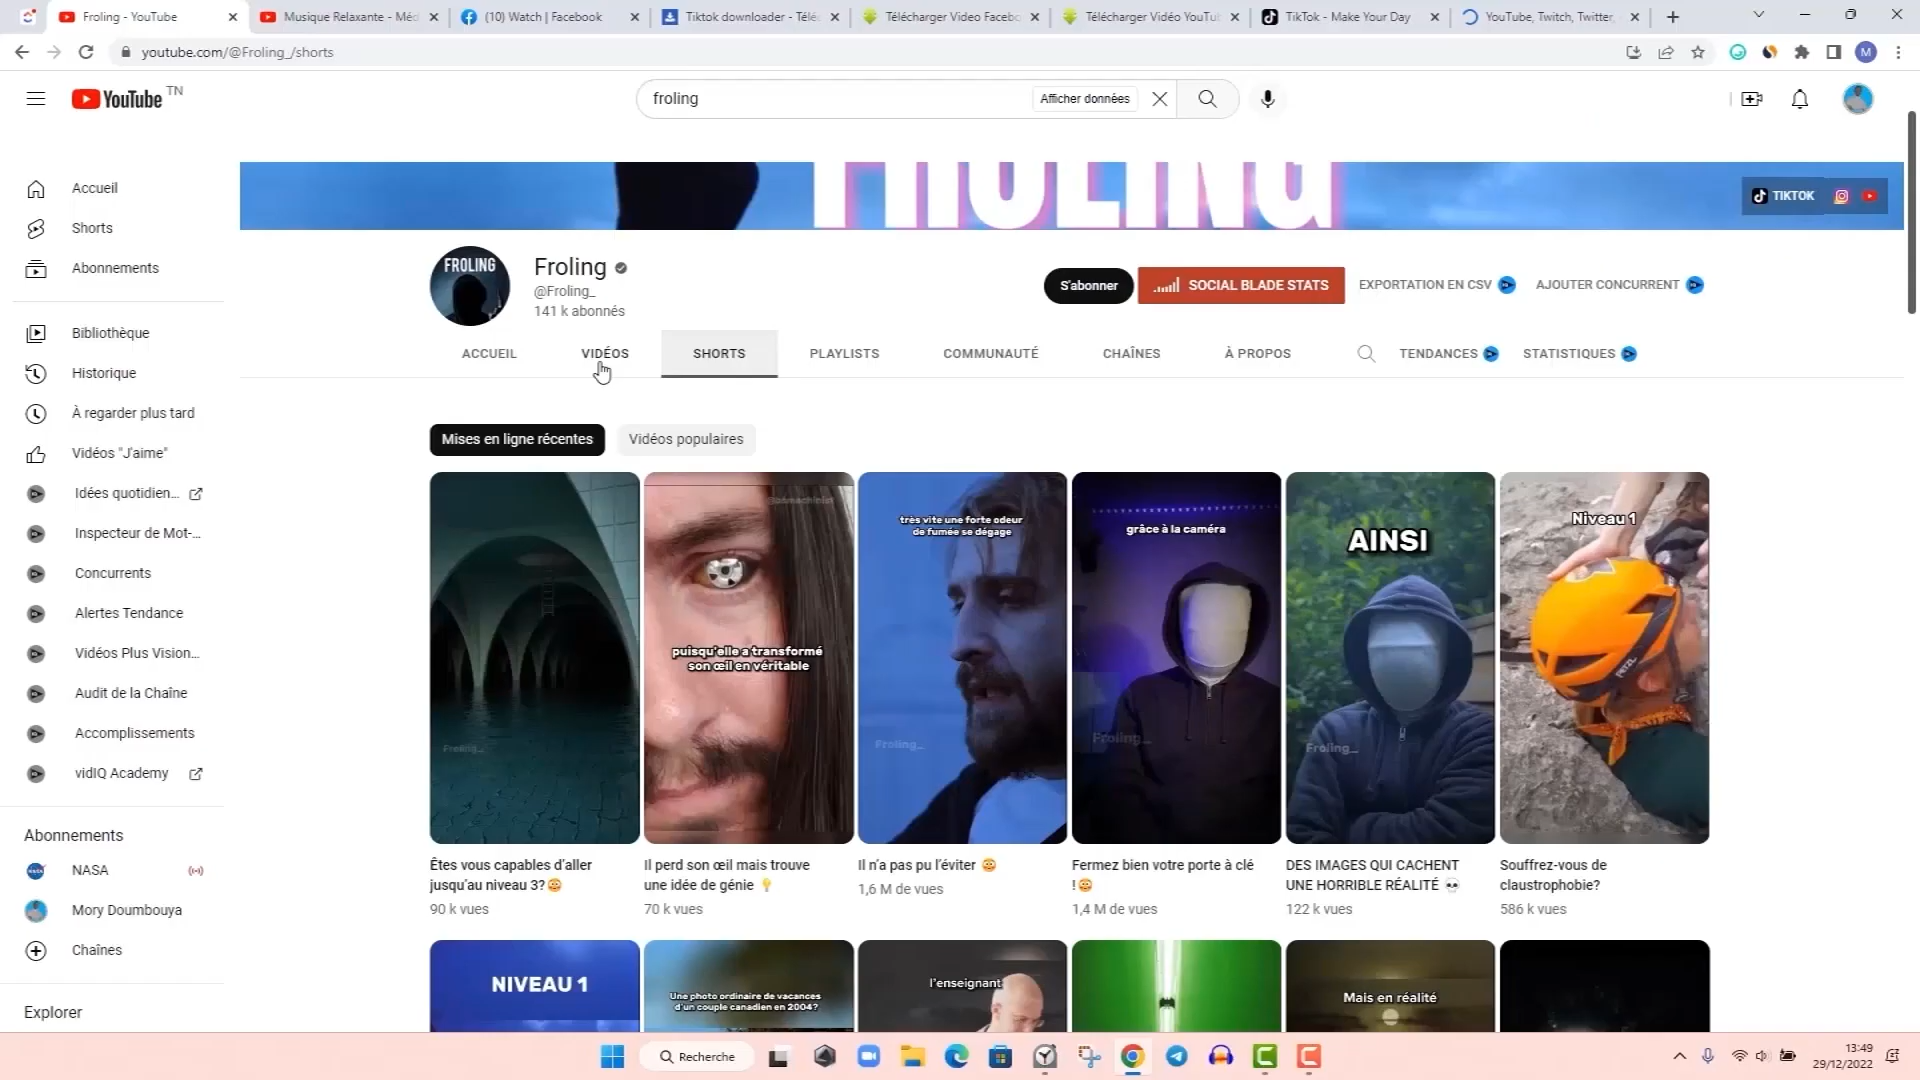 Froling - YouTube
Musique Relaxante - Méd
(10) Watch | Facebook
Tiktok downloader - Télé
Télécharger Video Facebo
Télécharger Vidéo YouTu
TikTok - Make Your Day
YouTube, Twitch, Twitter,
youtube.com/@Froling_/shorts
M
YouTube TN
froling
Afficher données
FROLING
TIKTOK
Accueil
Shorts
Abonnements
Bibliothèque
Historique
À regarder plus tard
Vidéos "J'aime"
Idées quotidien...
Inspecteur de Mot-...
Concurrents
Alertes Tendance
Vidéos Plus Vision...
Audit de la Chaîne
Accomplissements
vidIQ Academy
Abonnements
NASA
Mory Doumbouya
Chaînes
Explorer
FROLING
Froling
@Froling_
141 k abonnés
S'abonner
SOCIAL BLADE STATS
EXPORTATION EN CSV
AJOUTER CONCURRENT
ACCUEIL
VIDÉOS
SHORTS
PLAYLISTS
COMMUNAUTÉ
CHAÎNES
À PROPOS
TENDANCES
STATISTIQUES
Mises en ligne récentes
Vidéos populaires
Froling_
puisqu'elle a transformé
son œil en véritable
très vite une forte odeur
de fumée se dégage
Froling_
grâce à la caméra
Froling_
AINSI
Froling_
Niveau 1
PETZL
Êtes vous capables d'aller
jusqu'au niveau 3?
90 k vues
Il perd son œil mais trouve
une idée de génie
70 k vues
Il n'a pas pu l'éviter
1,6 M de vues
Fermez bien votre porte à clé
!
1,4 M de vues
DES IMAGES QUI CACHENT
UNE HORRIBLE RÉALITÉ
122 k vues
Souffrez-vous de
claustrophobie?
586 k vues
NIVEAU 1
Une photo ordinaire de vacances
d'un couple canadien en 2004?
l'enseignant
Mais en réalité
Recherche
13:49
29/12/2022